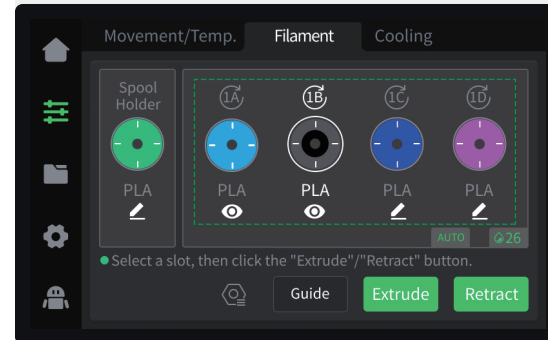 Movement/Temp. Filament Cooling
Spool
Holder
1A 1B 1C 1D
PLA PLA PLA PLA PLA
AUTO 26
Select a slot, then click the "Extrude"/"Retract" button.
Guide Extrude Retract